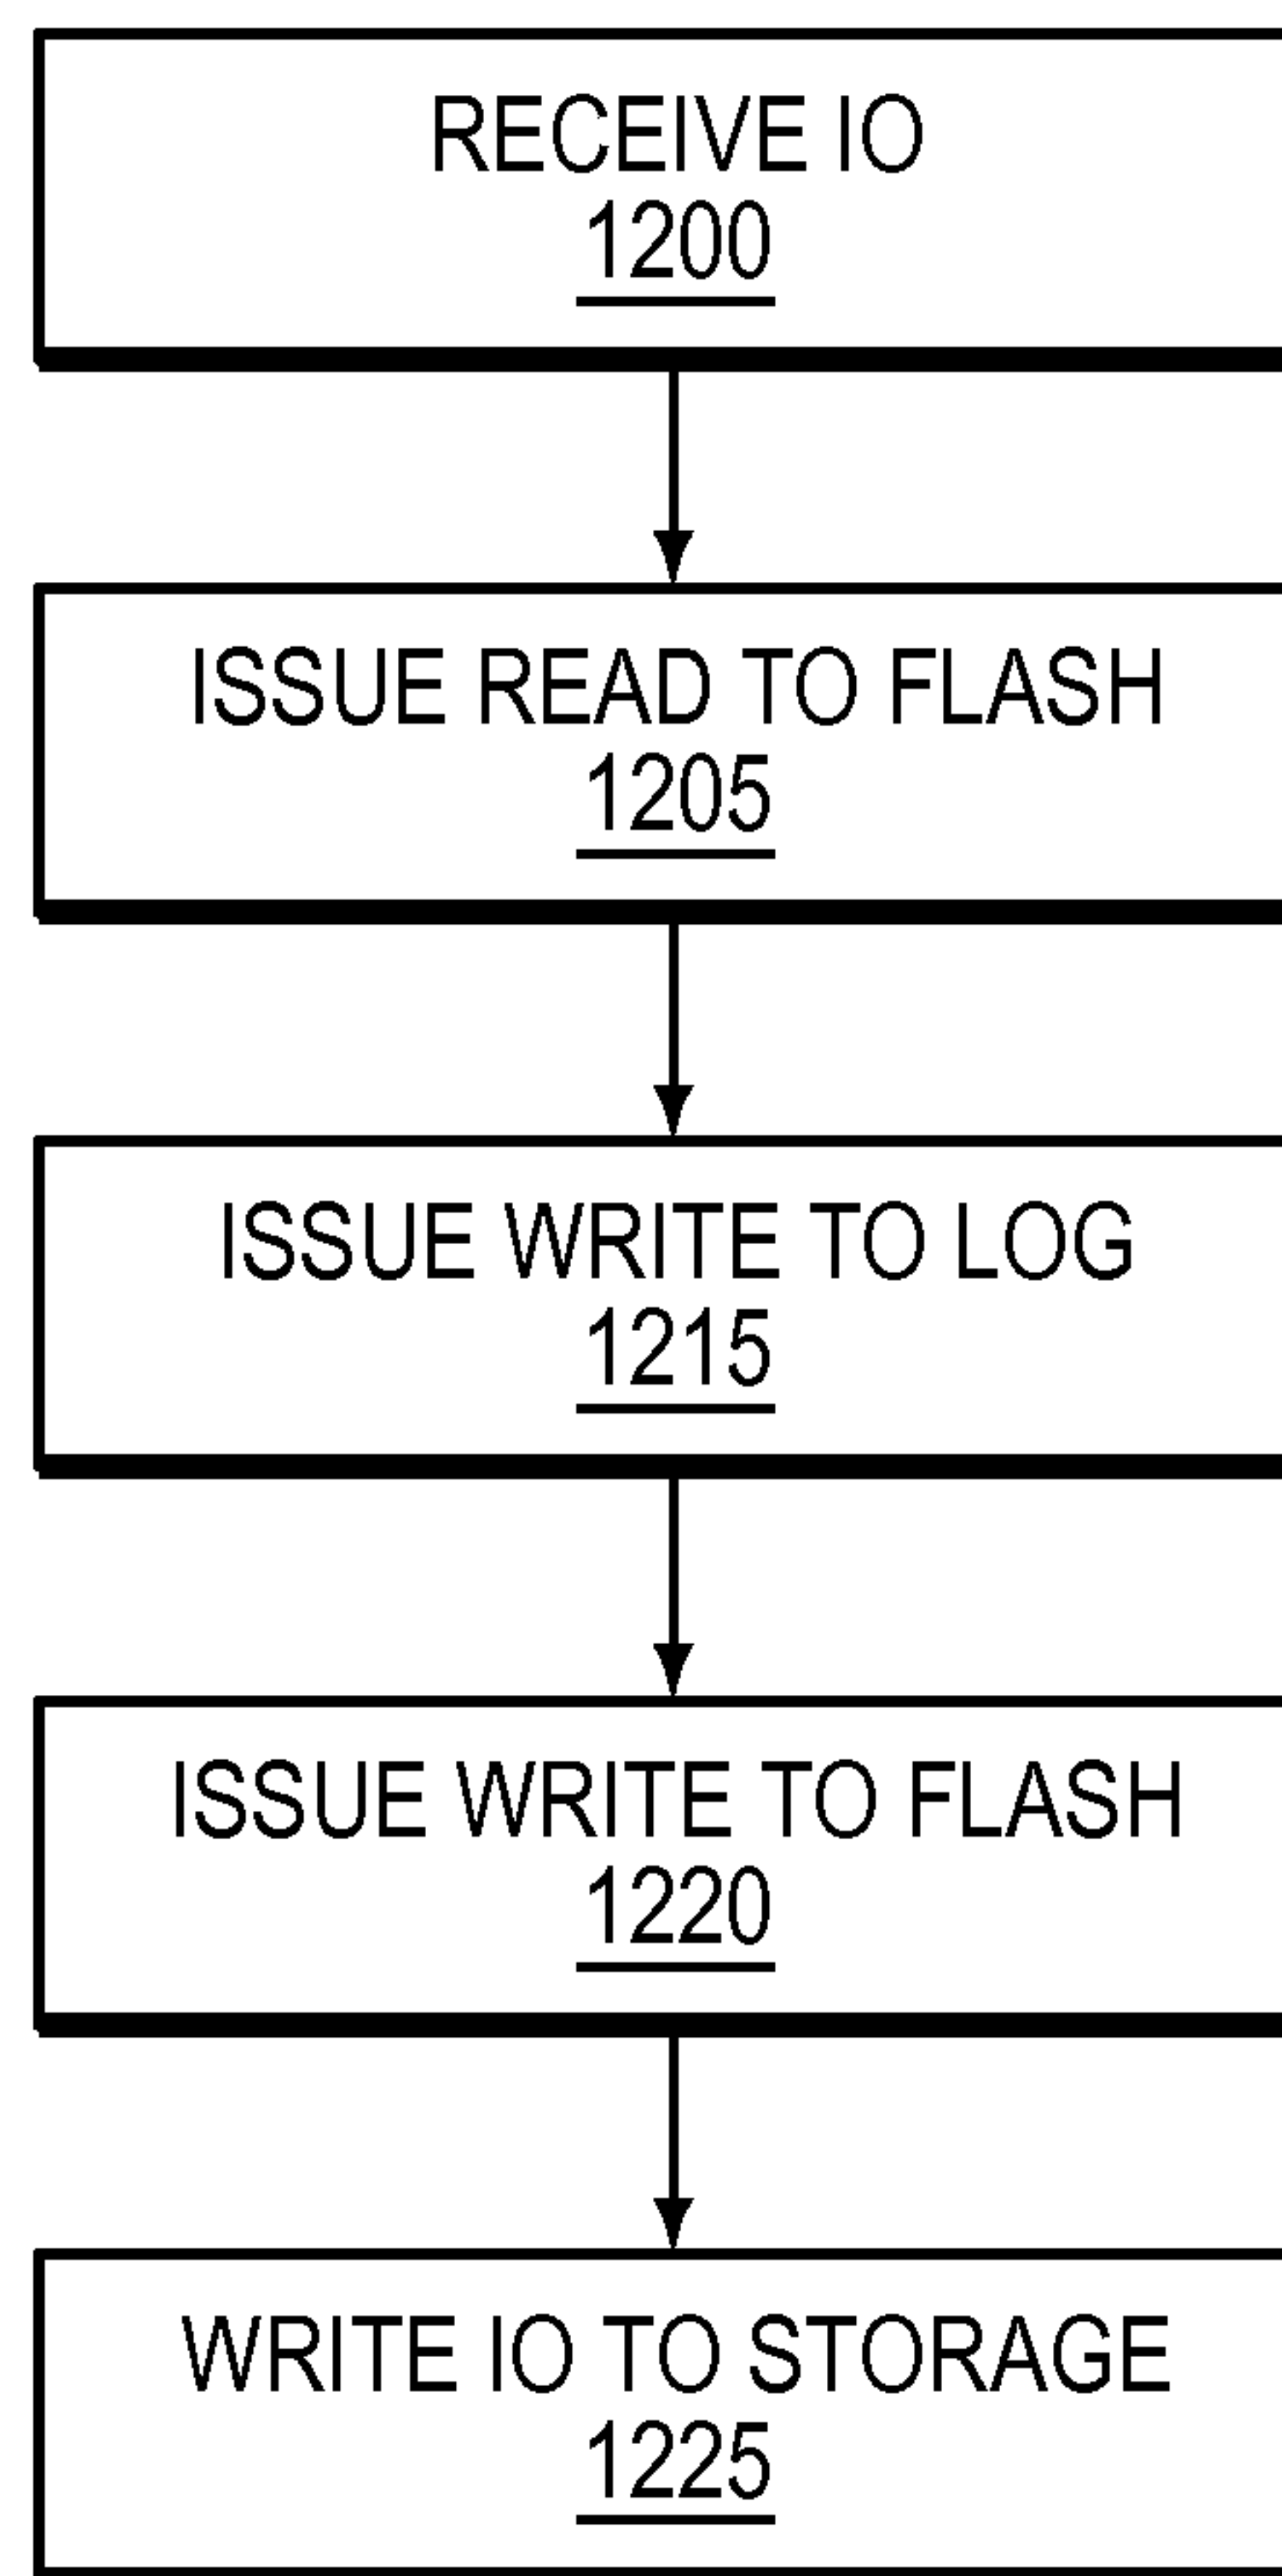 RECEIVE IO
1200
ISSUE READ TO FLASH
1205
ISSUE WRITE TO LOG
1215
ISSUE WRITE TO FLASH
1220
WRITE IO TO STORAGE
1225